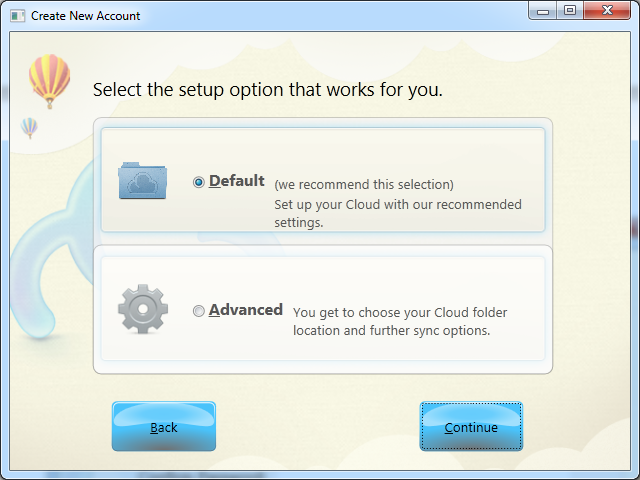 Create New Account
Select the setup option that works for you.
Default (we recommend this selection)
Set up your Cloud with our recommended
settings.
Advanced You get to choose your Cloud folder
location and further sync options.
Back Continue